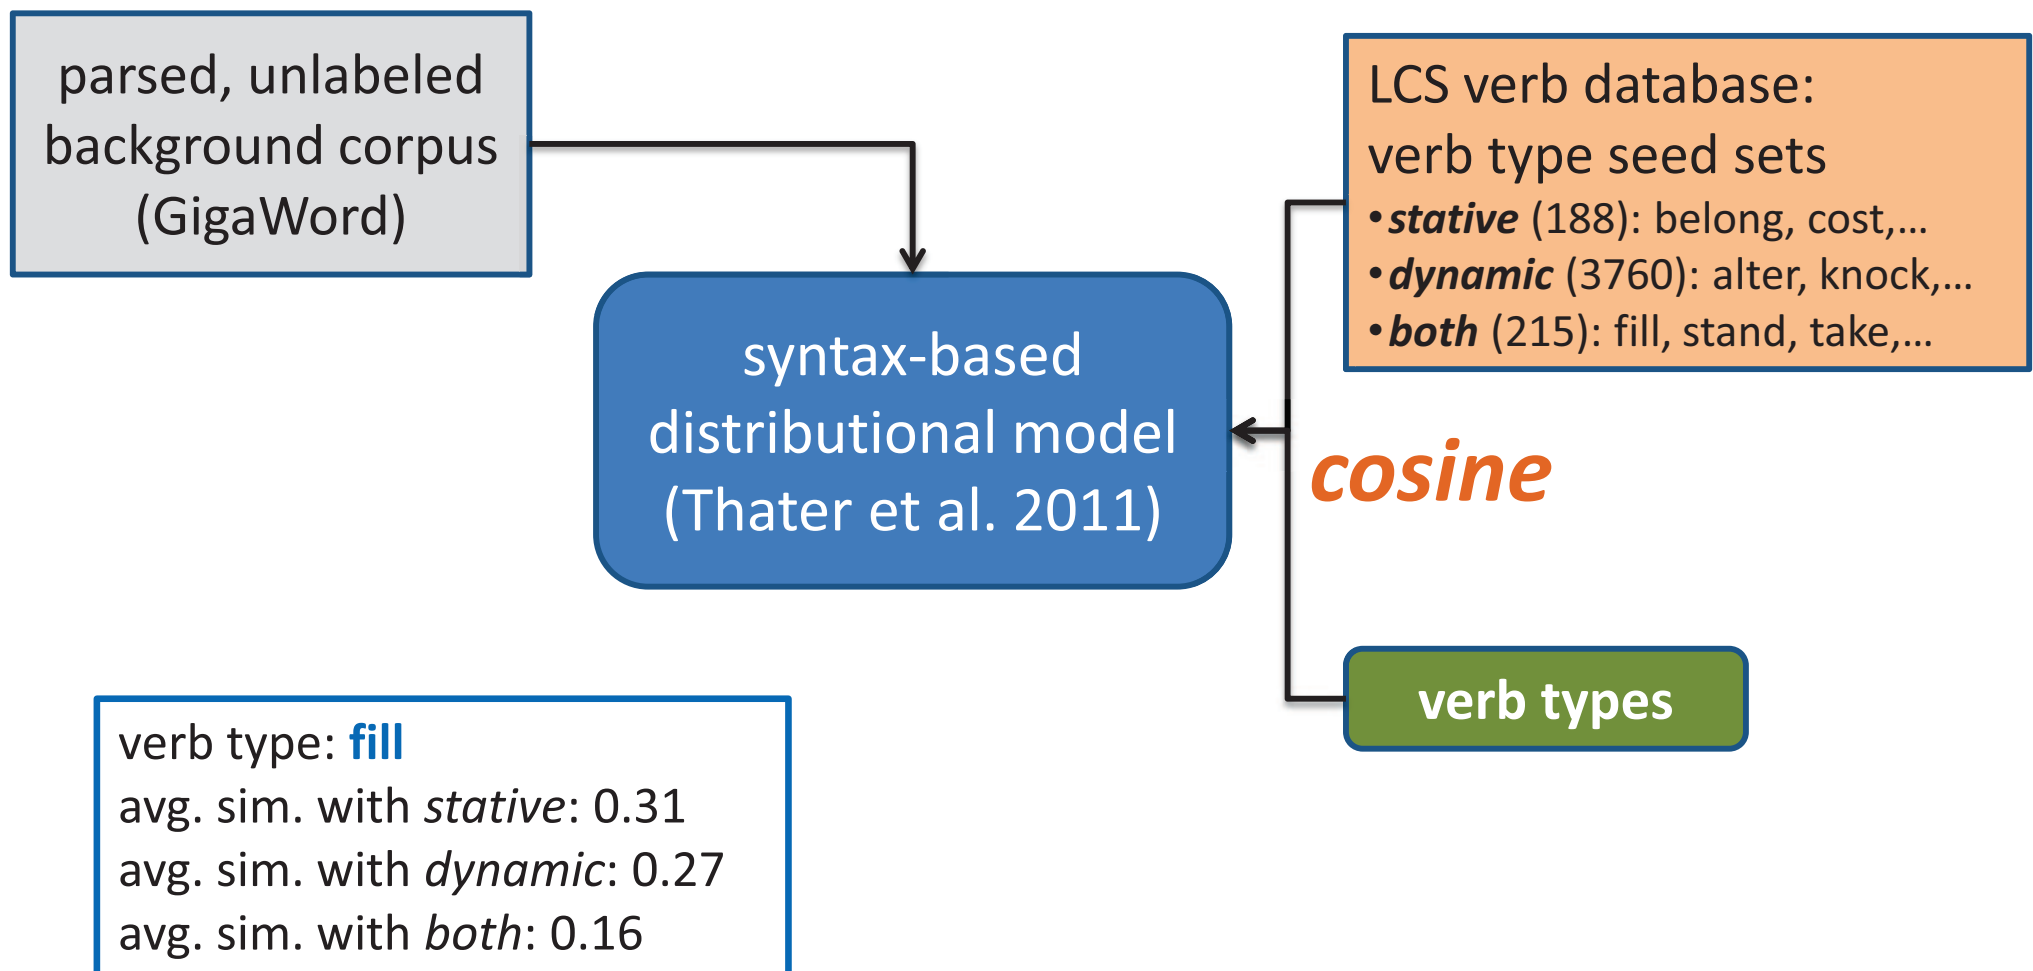 parsed, unlabeled
background corpus
(GigaWord)
LCS verb database:
verb type seed sets
•stative (188): belong, cost,…
•dynamic (3760): alter, knock,…
•both (215): fill, stand, take,…
syntax-based
distributional model
(Thater et al. 2011)
cosine
verb types
verb type: fill
avg. sim. with stative: 0.31
avg. sim. with dynamic: 0.27
avg. sim. with both: 0.16